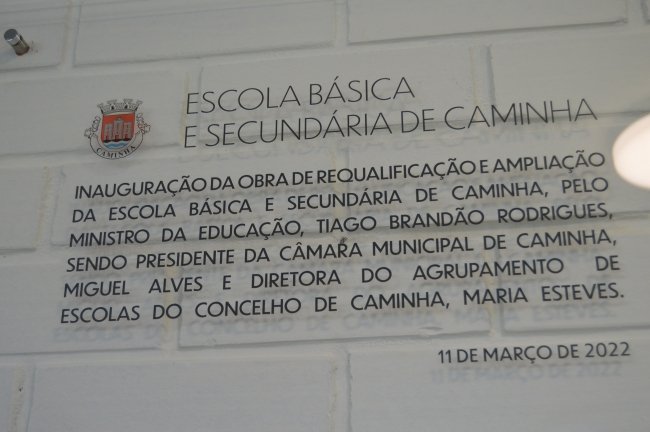 ESCOLA BÁSICA
E SECUNDÁRIA DE CAMINHA
CAMINHA
INAUGURAÇÃO DA OBRA DE REQUALIFICAÇÃO E AMPLIAÇÃO
DA ESCOLA BÁSICA E SECUNDÁRIA DE CAMINHA, PELO
MINISTRO DA EDUCAÇÃO, TIAGO BRANDÃO RODRIGUES,
SENDO PRESIDENTE DA CÂMARA MUNICIPAL DE CAMINHA,
MIGUEL ALVES E DIRETORA DO AGRUPAMENTO DE
ESCOLAS DO CONCELHO DE CAMINHA, MARIA ESTEVES.
11 DE MARÇO DE 2022